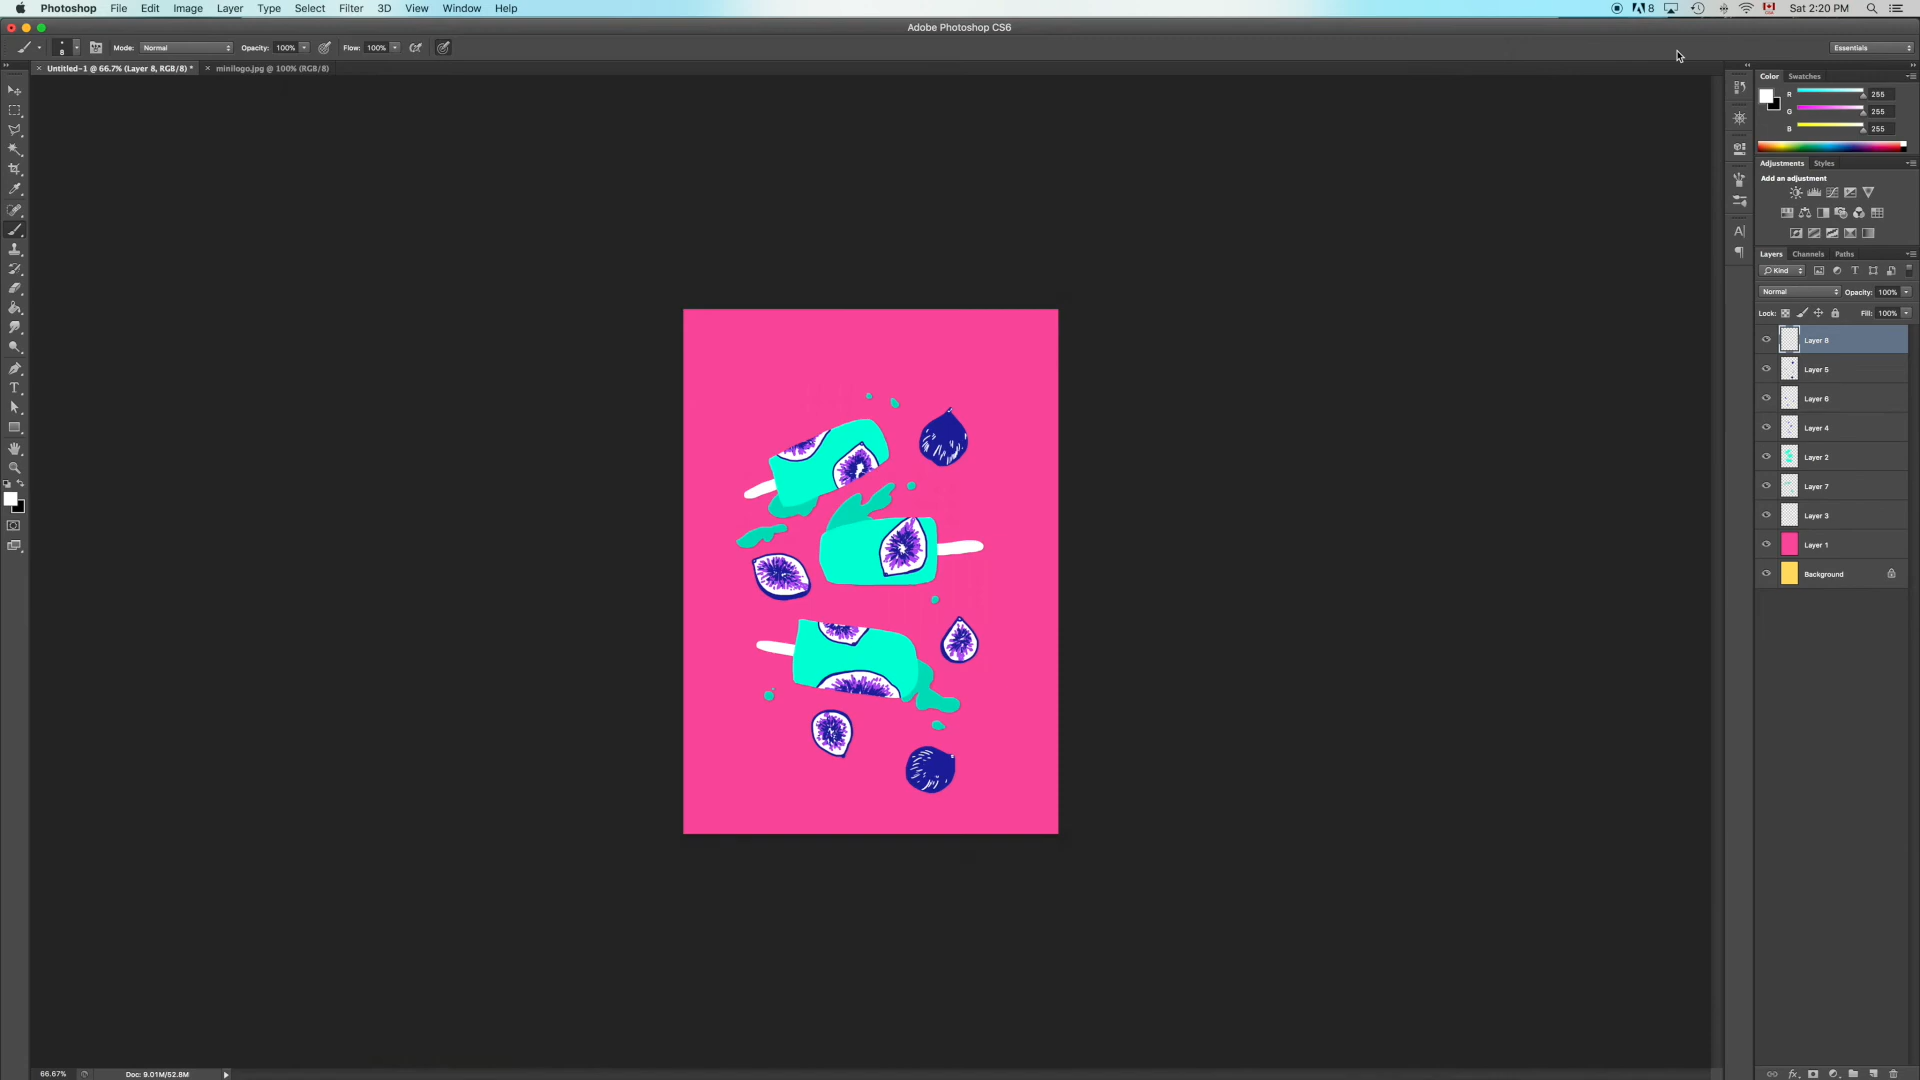 Photoshop File Edit Image Layer Type Select Filter 3D View Window Help 8 Sat 2:20 PM
Adobe Photoshop CS6
8 Mode: Normal Opacity: 100% Flow: 100% Essentials
× Untitled-1 @ 66.7% (Layer 8, RGB/8) * × minilogo.jpg @ 100% (RGB/8)
Color Swatches
R 255
G 255
B 255
Adjustments Styles
Add an adjustment
Layers Channels Paths
Kind
Normal Opacity: 100%
Lock: Fill: 100%
Layer 8
Layer 5
Layer 6
Layer 4
Layer 2
Layer 7
Layer 3
Layer 1
Background
66.67% Doc: 9.01M/52.8M